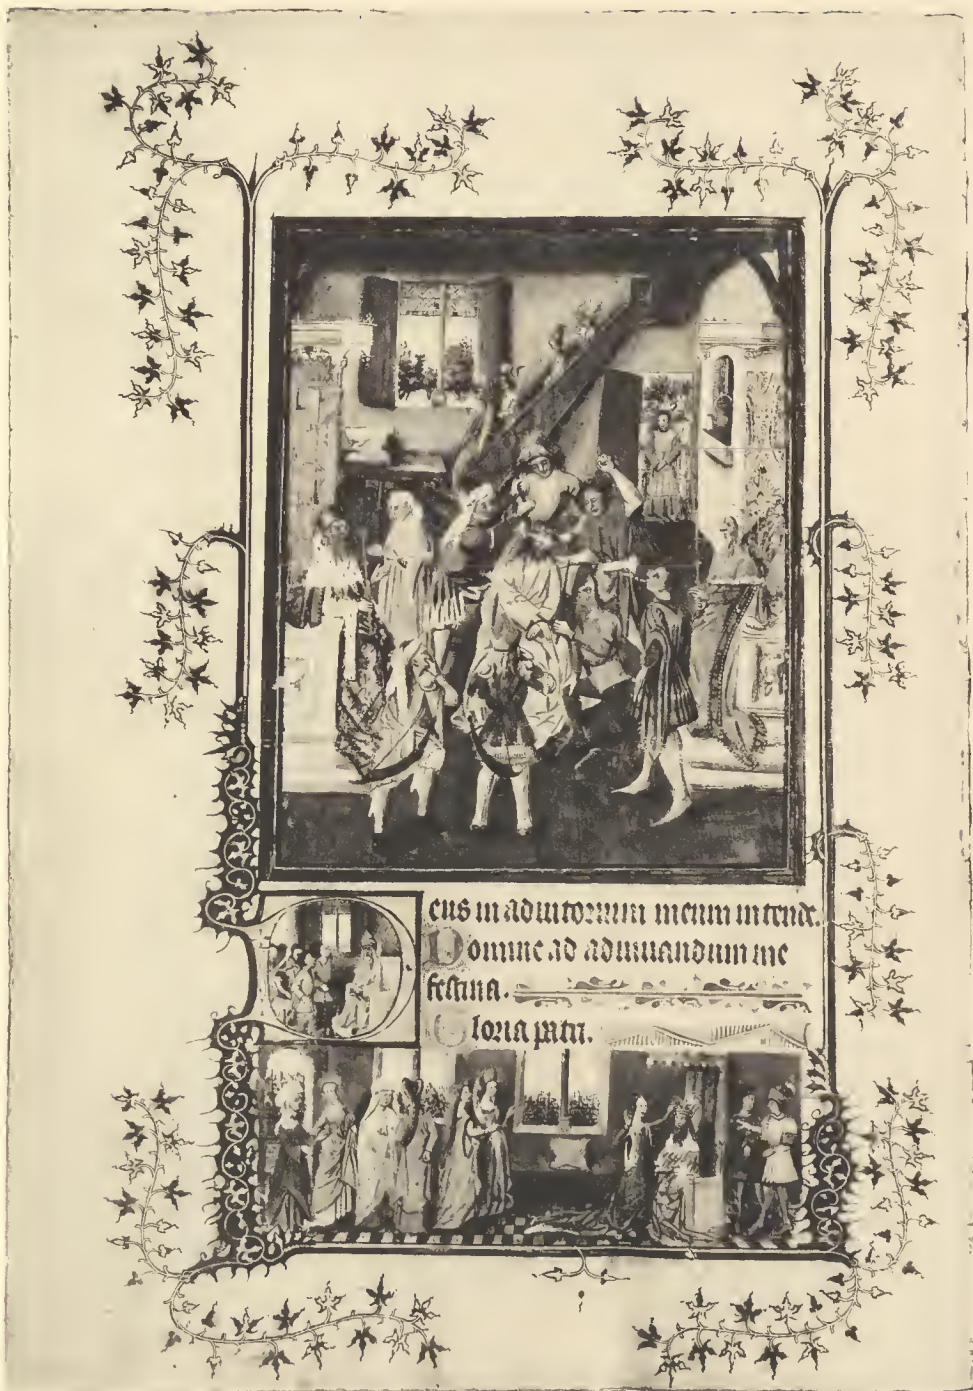 Deus in adiutorium meum intende.
Domine ad adiuuandum me
festina.
Gloria patri.